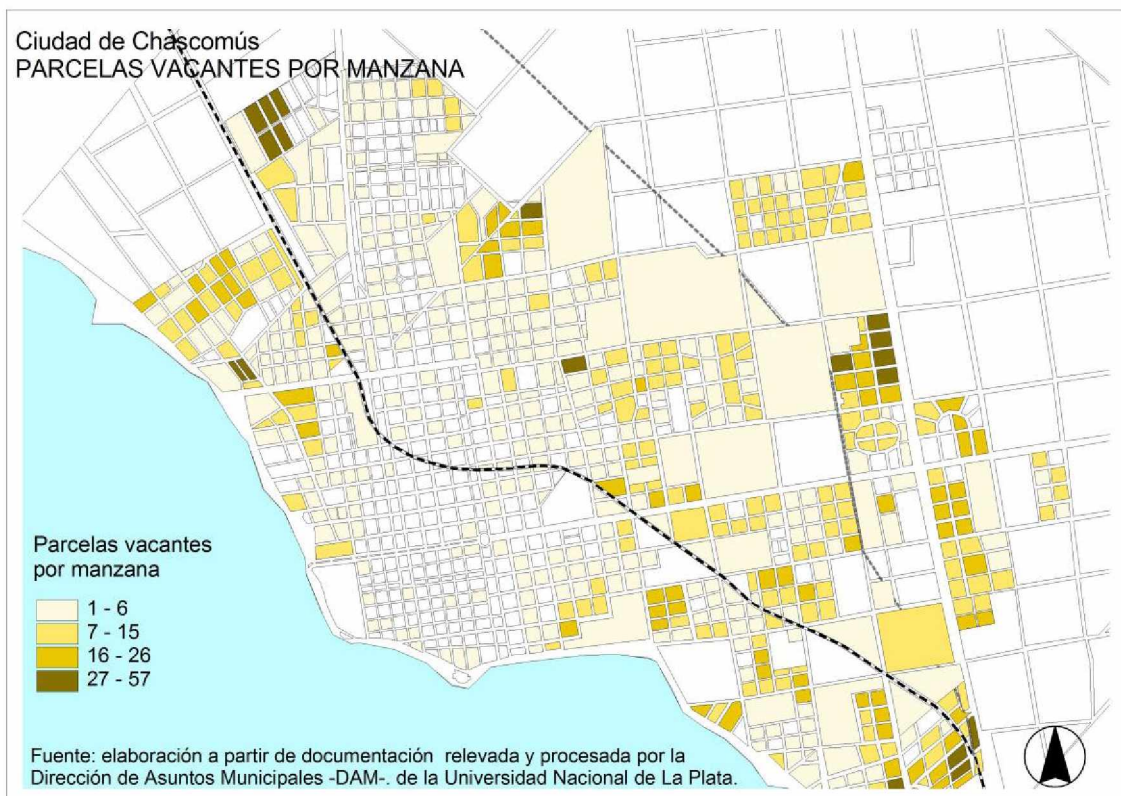 Ciudad de Chascomús
PARCELAS VACANTES POR MANZANA
Parcelas vacantes
por manzana
1 - 6
7 - 15
16 - 26
27 - 57
Fuente: elaboración a partir de documentación relevada y procesada por la
Dirección de Asuntos Municipales -DAM-. de la Universidad Nacional de La Plata.